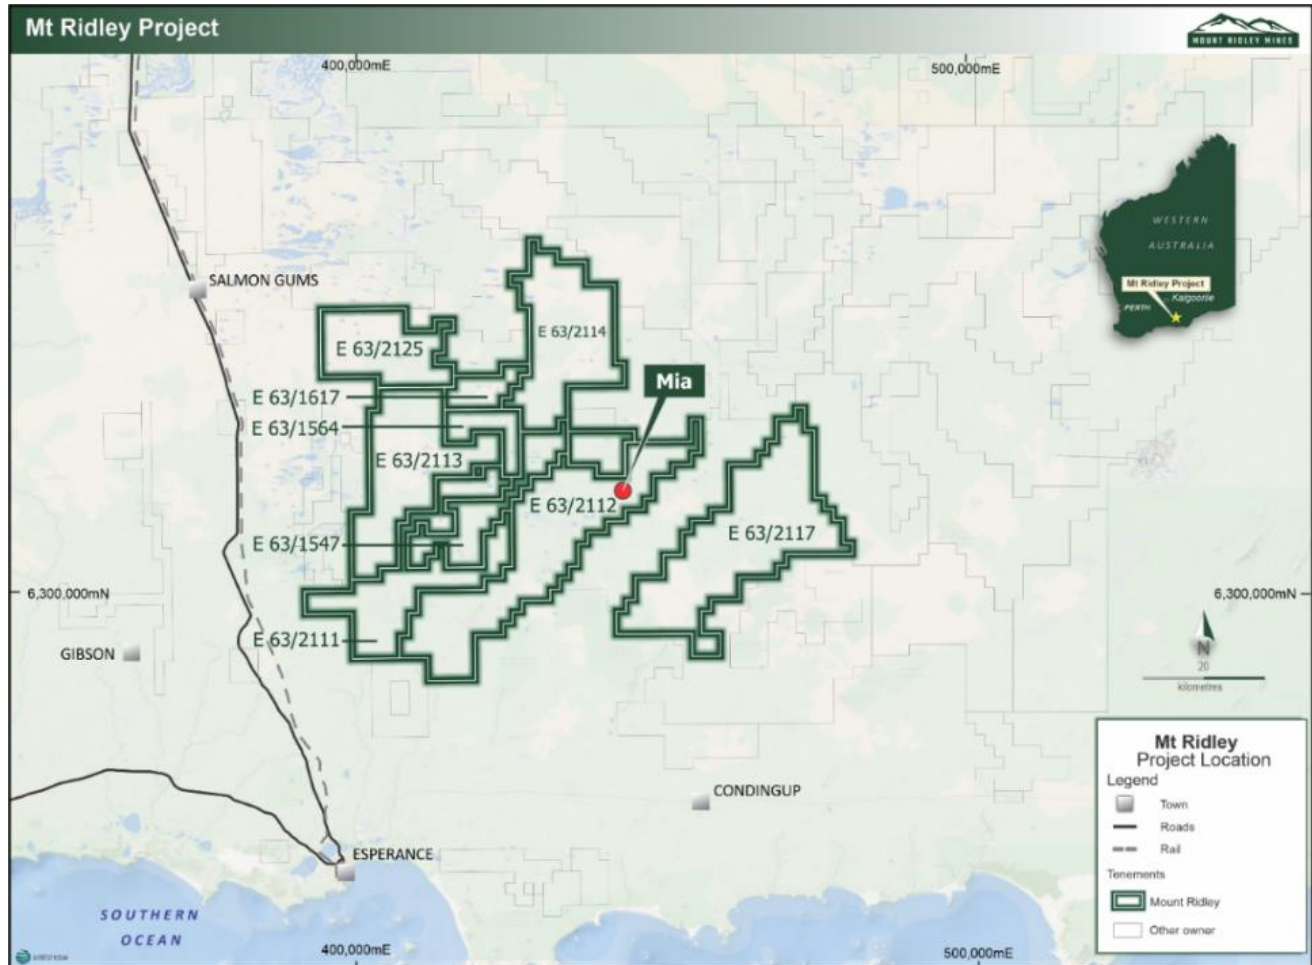 Mt Ridley Project
MOUNT RIDLEY MINES
400,000mE
500,000mE
WESTERN
AUSTRALIA
Mt Ridley Project
Kalgoorlie
PERTH
SALMON GUMS
E 63/2125
E 63/2114
Mia
E 63/1617
E 63/1564
E 63/2113
E 63/2112
E 63/2117
E 63/1547
6,300,000mN
6,300,000mN
E 63/2111
GIBSON
N
20
kilometres
CONDINGUP
ESPERANCE
SOUTHERN
OCEAN
400,000mE
500,000mE
Mt Ridley
Project Location
Legend
Town
Roads
Rail
Tenements
Mount Ridley
Other owner